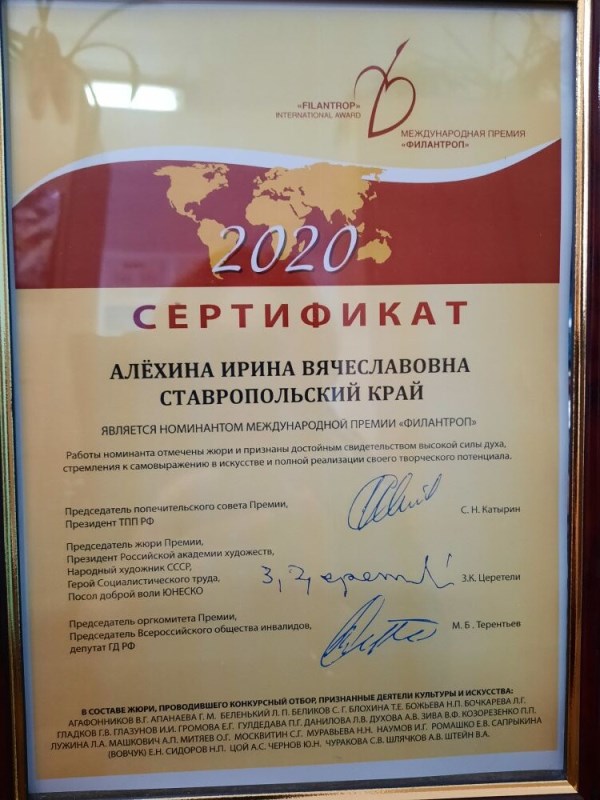 «FILANTROP»
INTERNATIONAL AWARD
МЕЖДУНАРОДНАЯ ПРЕМИЯ
«ФИЛАНТРОП»
2020
СЕРТИФИКАТ
АЛЁХИНА ИРИНА ВЯЧЕСЛАВОВНА
СТАВРОПОЛЬСКИЙ КРАЙ
ЯВЛЯЕТСЯ НОМИНАНТОМ МЕЖДУНАРОДНОЙ ПРЕМИИ «ФИЛАНТРОП»
Работы номинанта отмечены жюри и признаны достойным свидетельством высокой силы духа,
стремления к самовыражению в искусстве и полной реализации своего творческого потенциала.
Председатель попечительского совета Премии,
Президент ТПП РФ
С. Н. Катырин
Председатель жюри Премии,
Президент Российской академии художеств,
Народный художник СССР,
Герой Социалистического труда,
Посол доброй воли ЮНЕСКО
З.К. Церетели
Председатель оргкомитета Премии,
Председатель Всероссийского общества инвалидов,
депутат ГД РФ
М. Б. Терентьев
В СОСТАВЕ ЖЮРИ, ПРОВОДИВШЕГО КОНКУРСНЫЙ ОТБОР, ПРИЗНАННЫЕ ДЕЯТЕЛИ КУЛЬТУРЫ И ИСКУССТВА:
АГАФОННИКОВ В.Г. АПАНАЕВА Г. М. БЕЛЕНЬКИЙ Л. П. БЕЛИКОВ С. Г. БЛОХИНА Т.Е. БОЖЬЕВА Н.П. БОЧКАРЕВА Л.Г.
ГЛАДКОВ Г.В. ГЛАЗУНОВ И.И. ГРОМОВА Е.Г. ГУЛДЕДАВА П.Г. ДАНИЛОВА Л.В. ДУХОВА А.В. ЗИВА В.Ф. КОЗОРЕЗЕНКО П.П.
ЛУЖИНА Л.А. МАШКОВИЧ А.П. МИТЯЕВ О.Г. МОСКВИТИН С.Г. МУРАВЬЕВА Н.Н. НАУМОВ И.Г. РОМАШКО Е.В. САПРЫКИНА
(ВОВЧУК) Е.Н. СИДОРОВ Н.П. ЦОЙ А.С. ЧЕРНОВ Ю.Н. ЧУРАКОВА С.В. ШЛЯЧКОВ А.В. ШТЕЙН В.А.